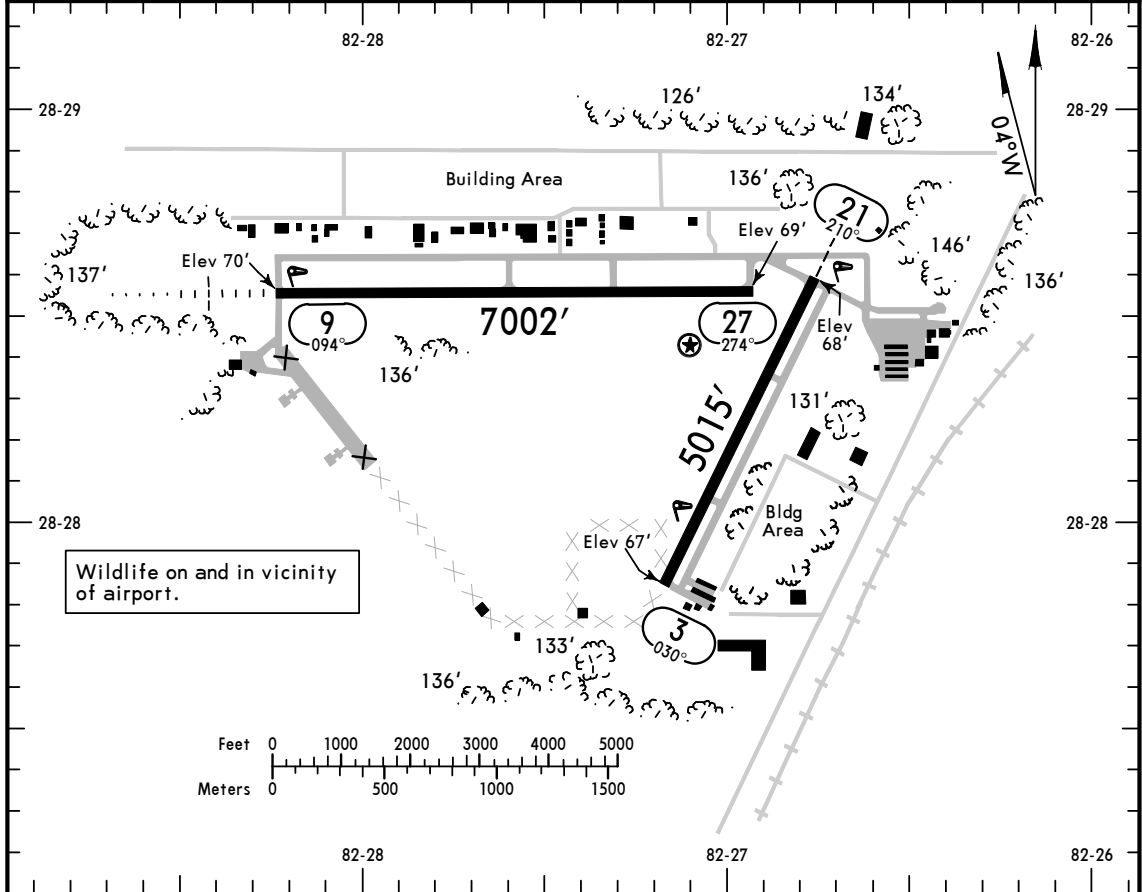 82-28
82-27
82-26
28-29
126'
134'
28-29
04°W
Building Area
136'
21
210°
Elev 69'
Elev 70'
146'
137'
136'
9
094°
7002'
27
274°
Elev
68'
136'
131'
5015'
28-28
28-28
Bldg
Area
Elev 67'
Wildlife on and in vicinity
of airport.
3
030°
133'
136'
Feet 0 1000 2000 3000 4000 5000
Meters 0 500 1000 1500
82-28
82-27
82-26